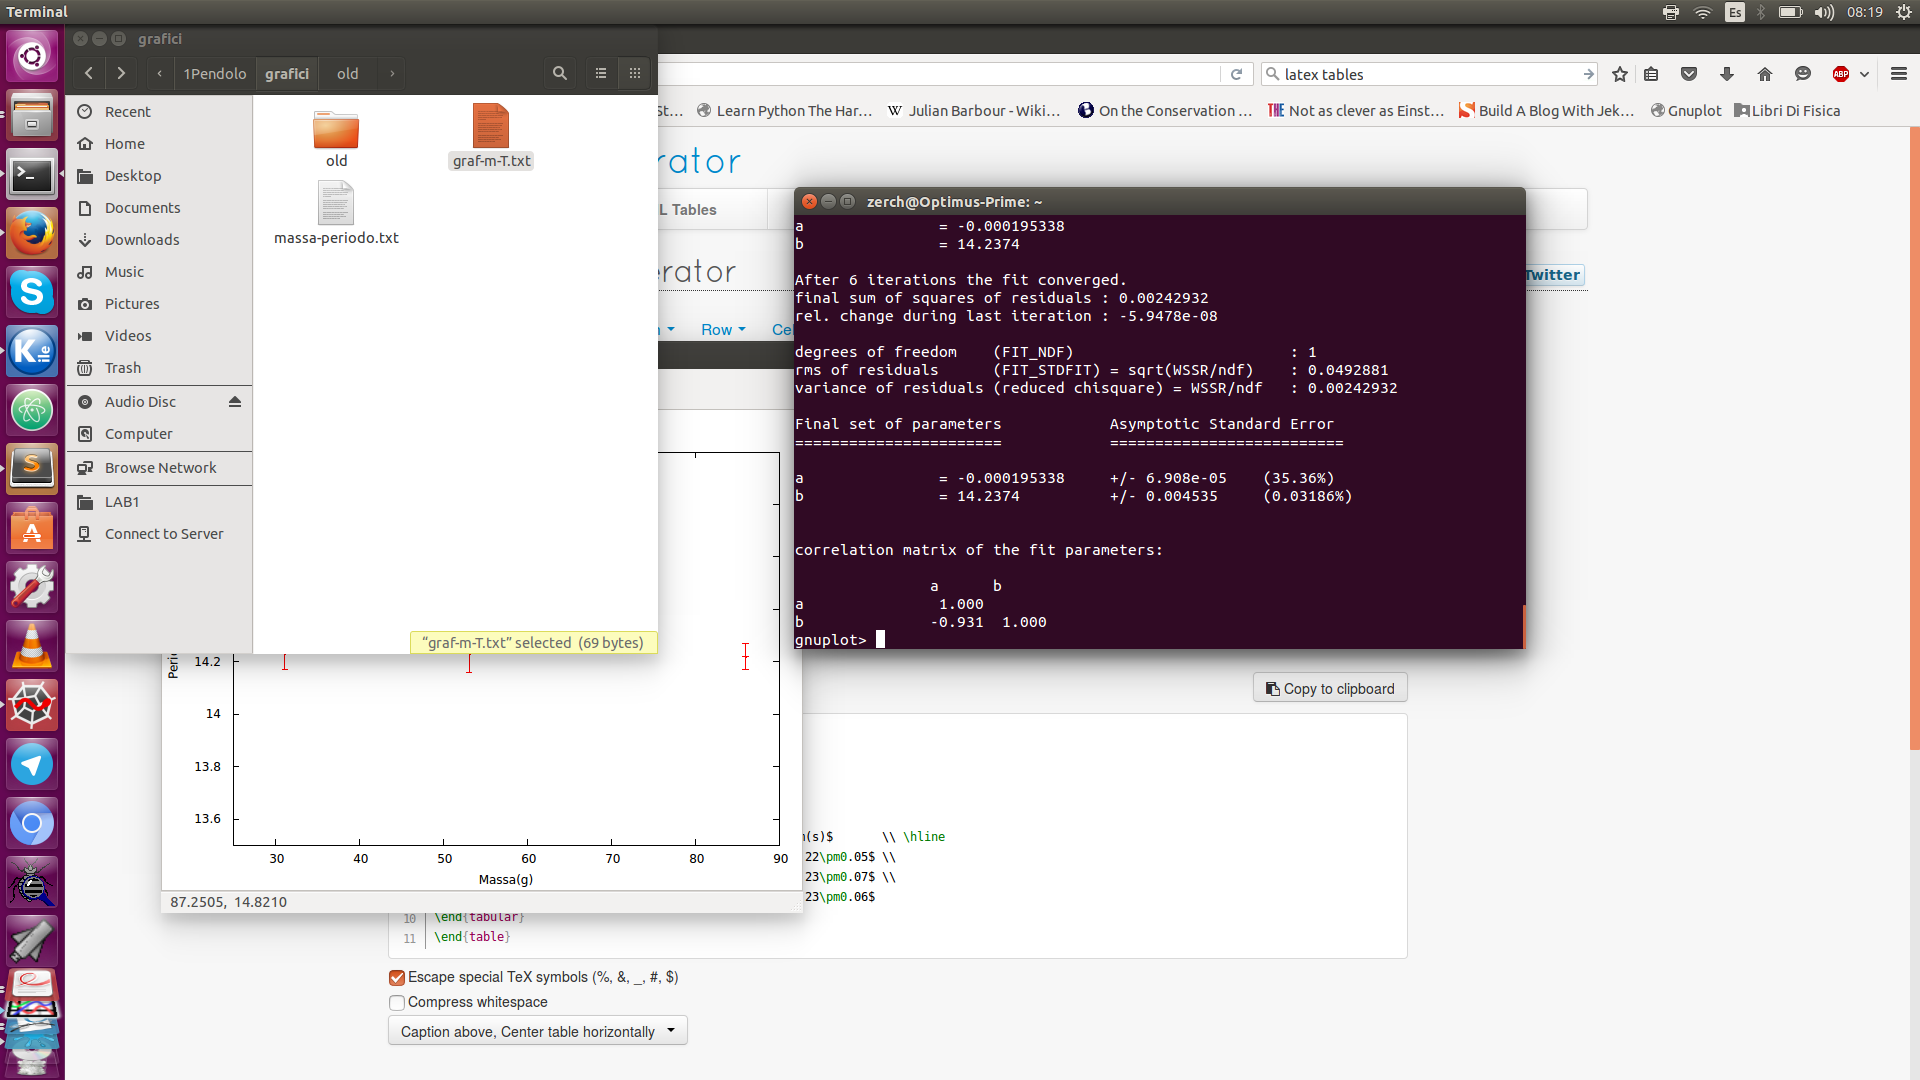 Terminal
Es
08:19
grafici
1Pendolo
grafici
old
latex tables
ABP
Learn Python The Har...
Julian Barbour - Wiki...
On the Conservation ...
Not as clever as Einst...
Build A Blog With Jek...
Gnuplot
Libri Di Fisica
Recent
Home
Desktop
Documents
Downloads
Music
Pictures
Videos
Trash
Audio Disc
Computer
Browse Network
LAB1
Connect to Server
old
graf-m-T.txt
massa-periodo.txt
“graf-m-T.txt” selected (69 bytes)
Tables
Row
Twitter
zerch@Optimus-Prime: ~
a = -0.000195338
b = 14.2374
After 6 iterations the fit converged.
final sum of squares of residuals : 0.00242932
rel. change during last iteration : -5.9478e-08
degrees of freedom (FIT_NDF) : 1
rms of residuals (FIT_STDFIT) = sqrt(WSSR/ndf) : 0.0492881
variance of residuals (reduced chisquare) = WSSR/ndf : 0.00242932
Final set of parameters Asymptotic Standard Error
======================= ==========================
a = -0.000195338 +/- 6.908e-05 (35.36%)
b = 14.2374 +/- 0.004535 (0.03186%)
correlation matrix of the fit parameters:
a b
a 1.000
b -0.931 1.000
gnuplot>
14.2
14
13.8
13.6
30 40 50 60 70 80 90
Massa(g)
87.2505, 14.8210
Copy to clipboard
(s)$ \\ \hline
22\pm0.05$ \\
23\pm0.07$ \\
23\pm0.06$
10 \end{tabular}
11 \end{table}
Escape special TeX symbols (%, &, _, #, $)
Compress whitespace
Caption above, Center table horizontally